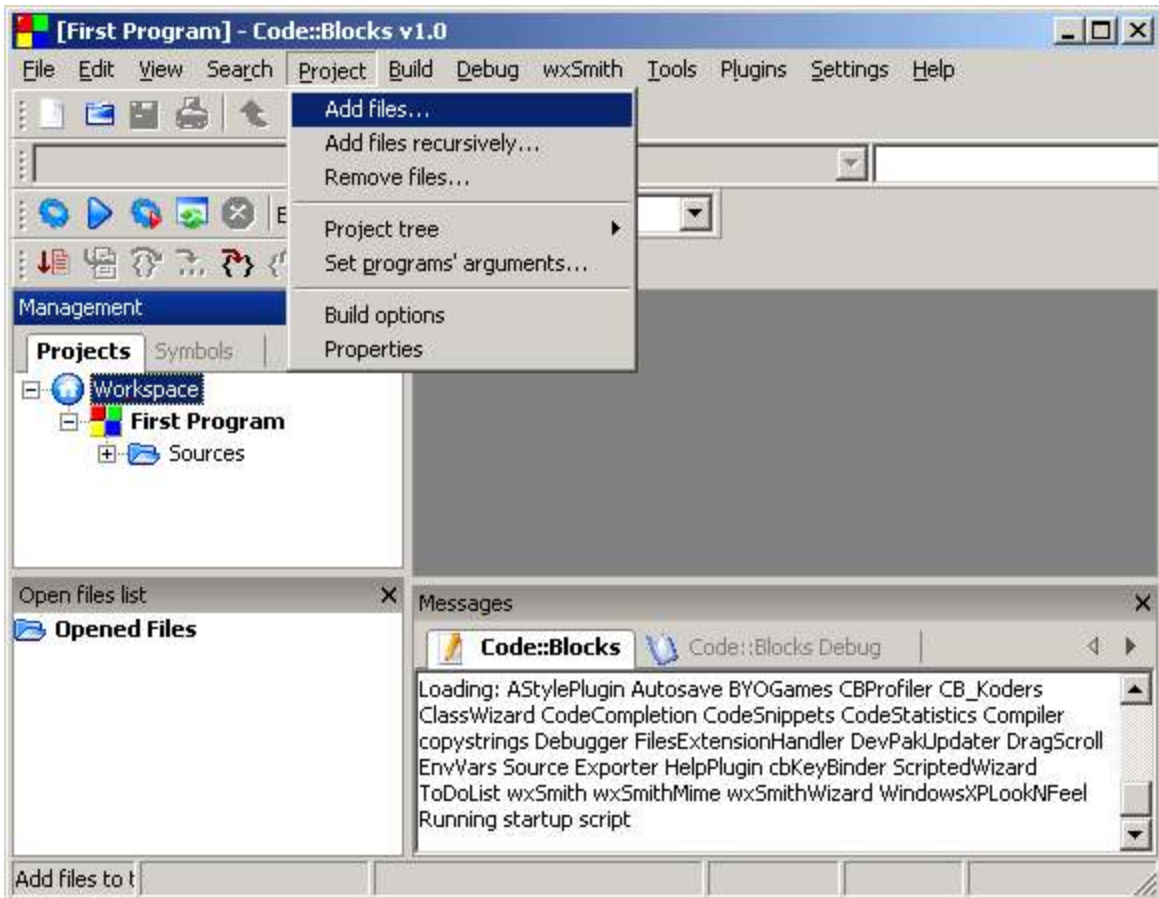 [First Program] - Code::Blocks v1.0
File Edit View Search Project Build Debug wxSmith Tools Plugins Settings Help
Add files...
Add files recursively...
Remove files...
Project tree
Set programs' arguments...
Build options
Properties
Management
Projects Symbols
Workspace
First Program
Sources
Open files list
Opened Files
Messages
Code::Blocks Code::Blocks Debug
Loading: AStylePlugin Autosave BYOGames CBProfiler CB_Koders
ClassWizard CodeCompletion CodeSnippets CodeStatistics Compiler
copystrings Debugger FilesExtensionHandler DevPakUpdater DragScroll
EnvVars Source Exporter HelpPlugin cbKeyBinder ScriptedWizard
ToDoList wxSmith wxSmithMime wxSmithWizard WindowsXPLookNFeel
Running startup script
Add files to t